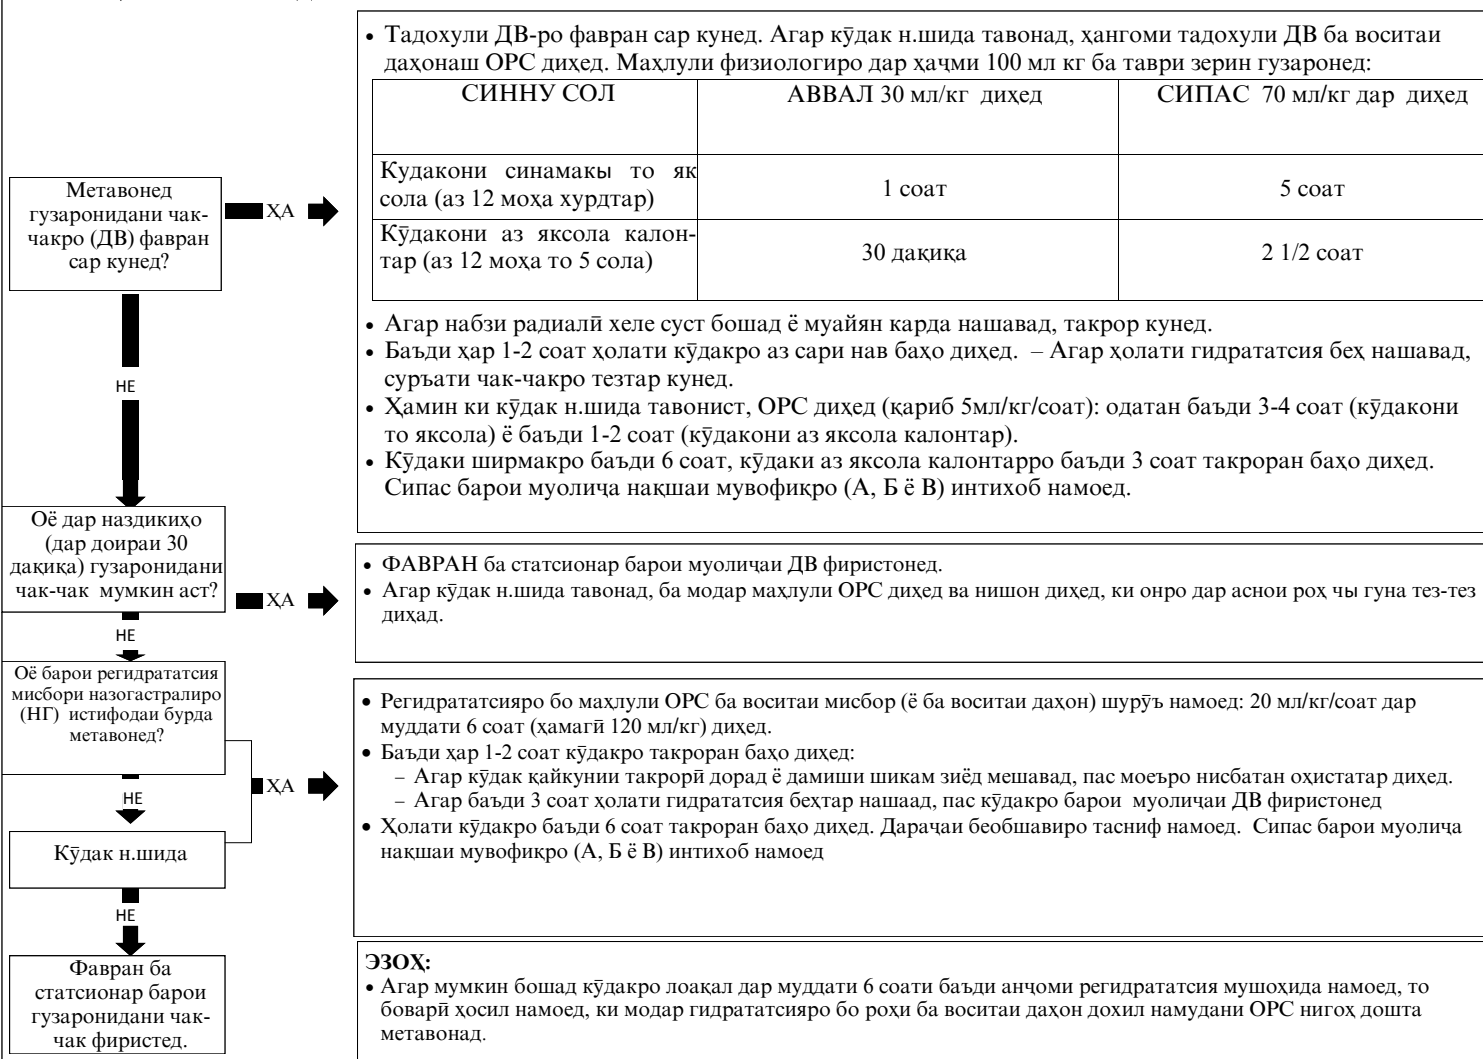 • Тадохули ДВ-ро фавран сар кунед. Агар кӯдак н.шида тавонад, ҳангоми тадохули ДВ ба воситаи
даҳонаш ОРС диҳед. Маҳлули физиологиро дар ҳаҷми 100 мл кг ба таври зерин гузаронед:
СИННУ СОЛ
АВВАЛ 30 мл/кг диҳед
СИПАС 70 мл/кг дар диҳед
Кудакони синамакы то як
сола (аз 12 моҳа хурдтар)
1 соат
5 соат
Кӯдакони аз яксола калон-
тар (аз 12 моҳа то 5 сола)
30 дақиқа
2 1/2 соат
Метавонед
гузаронидани чак-
чакро (ДВ) фавран
сар кунед?
ҲА
• Агар набзи радиалӣ хеле суст бошад ё муайян карда нашавад, такрор кунед.
• Баъди ҳар 1-2 соат ҳолати кӯдакро аз сари нав баҳо диҳед. – Агар ҳолати гидрататсия беҳ нашавад,
суръати чак-чакро тезтар кунед.
• Ҳамин ки кӯдак н.шида тавонист, ОРС диҳед (қариб 5мл/кг/соат): одатан баъди 3-4 соат (кӯдакони
то яксола) ё баъди 1-2 соат (кӯдакони аз яксола калонтар).
• Кӯдаки ширмакро баъди 6 соат, кӯдаки аз яксола калонтарро баъди 3 соат такроран баҳо диҳед.
Сипас барои муолиҷа нақшаи мувофиқро (А, Б ё В) интихоб намоед.
НЕ
Оё дар наздикиҳо
(дар доираи 30
дақиқа) гузаронидани
чак-чак мумкин аст?
ҲА
• ФАВРАН ба статсионар барои муолиҷаи ДВ фиристонед.
• Агар кӯдак н.шида тавонад, ба модар маҳлули ОРС диҳед ва нишон диҳед, ки онро дар аснои роҳ чы гуна тез-тез
диҳад.
НЕ
Оё барои регидрататсия
мисбори назогастралиро
(НГ) истифодаи бурда
метавонед?
ҲА
• Регидрататсияро бо маҳлули ОРС ба воситаи мисбор (ё ба воситаи даҳон) шурӯъ намоед: 20 мл/кг/соат дар
муддати 6 соат (ҳамагӣ 120 мл/кг) диҳед.
• Баъди ҳар 1-2 соат кӯдакро такроран баҳо диҳед:
– Агар кӯдак қайкунии такрорӣ дорад ё дамиши шикам зиёд мешавад, пас моеъро нисбатан оҳистатар диҳед.
– Агар баъди 3 соат ҳолати гидрататсия беҳтар нашаад, пас кӯдакро барои муолиҷаи ДВ фиристонед
• Ҳолати кӯдакро баъди 6 соат такроран баҳо диҳед. Дараҷаи беобшавиро тасниф намоед. Сипас барои муолиҷа
нақшаи мувофиқро (А, Б ё В) интихоб намоед
НЕ
Кӯдак н.шида
НЕ
Фавран ба
статсионар барои
гузаронидани чак-
чак фиристед.
ЭЗОҲ:
• Агар мумкин бошад кӯдакро лоақал дар муддати 6 соати баъди анҷоми регидрататсия мушоҳида намоед, то
боварӣ ҳосил намоед, ки модар гидрататсияро бо роҳи ба воситаи даҳон дохил намудани ОРС нигоҳ дошта
метавонад.